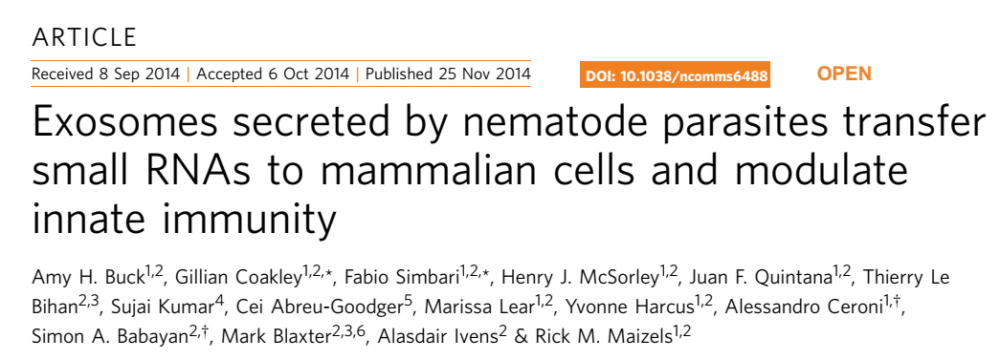 ARTICLE
Received 8 Sep 2014 | Accepted 6 Oct 2014 | Published 25 Nov 2014 DOI: 10.1038/ncomms6488 OPEN
Exosomes secreted by nematode parasites transfer
small RNAs to mammalian cells and modulate
innate immunity
Amy H. Buck1,2, Gillian Coakley1,2,*, Fabio Simbari1,2,*, Henry J. McSorley1,2, Juan F. Quintana1,2, Thierry Le
Bihan2,3, Sujai Kumar4, Cei Abreu-Goodger5, Marissa Lear1,2, Yvonne Harcus1,2, Alessandro Ceroni1,†,
Simon A. Babayan2,†, Mark Blaxter2,3,6, Alasdair Ivens2 & Rick M. Maizels1,2